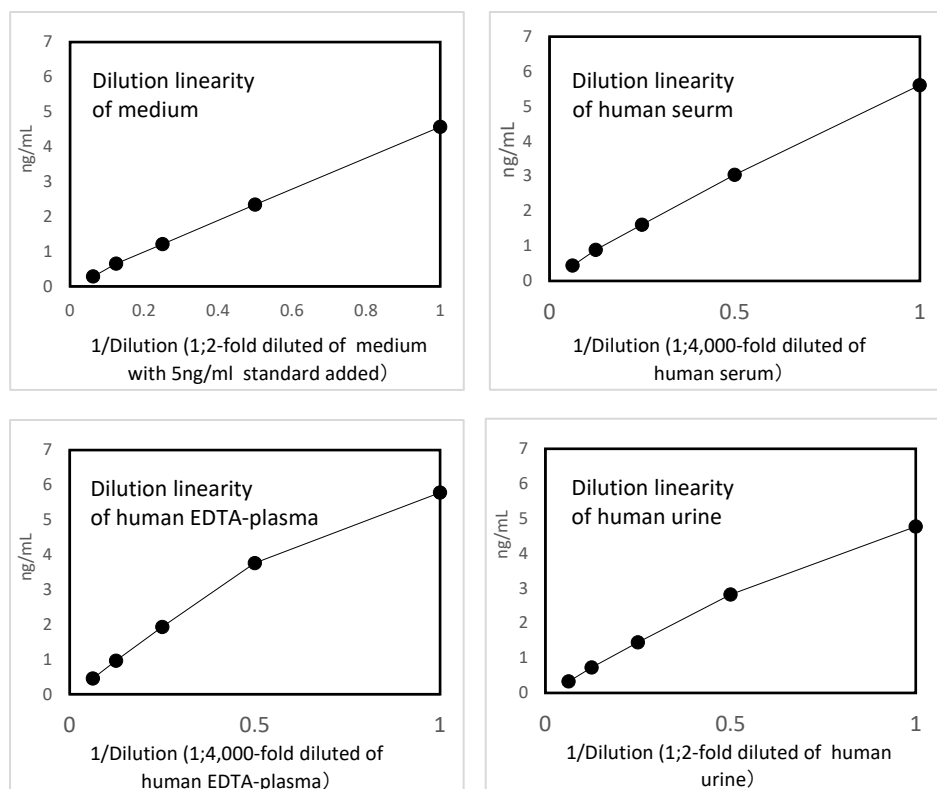 Dilution linearity
of medium
ng/mL
7
6
5
4
3
2
1
0
0 0.2 0.4 0.6 0.8 1
1/Dilution (1;2-fold diluted of medium
with 5ng/ml standard added）
Dilution linearity
of human seurm
ng/mL
7
6
5
4
3
2
1
0
0 0.5 1
1/Dilution (1;4,000-fold diluted of
human serum）
Dilution linearity
of human EDTA-plasma
ng/mL
7
6
5
4
3
2
1
0
0 0.5 1
1/Dilution (1;4,000-fold diluted of
human EDTA-plasma）
Dilution linearity
of human urine
ng/mL
7
6
5
4
3
2
1
0
0 0.5 1
1/Dilution (1;2-fold diluted of human
urine）